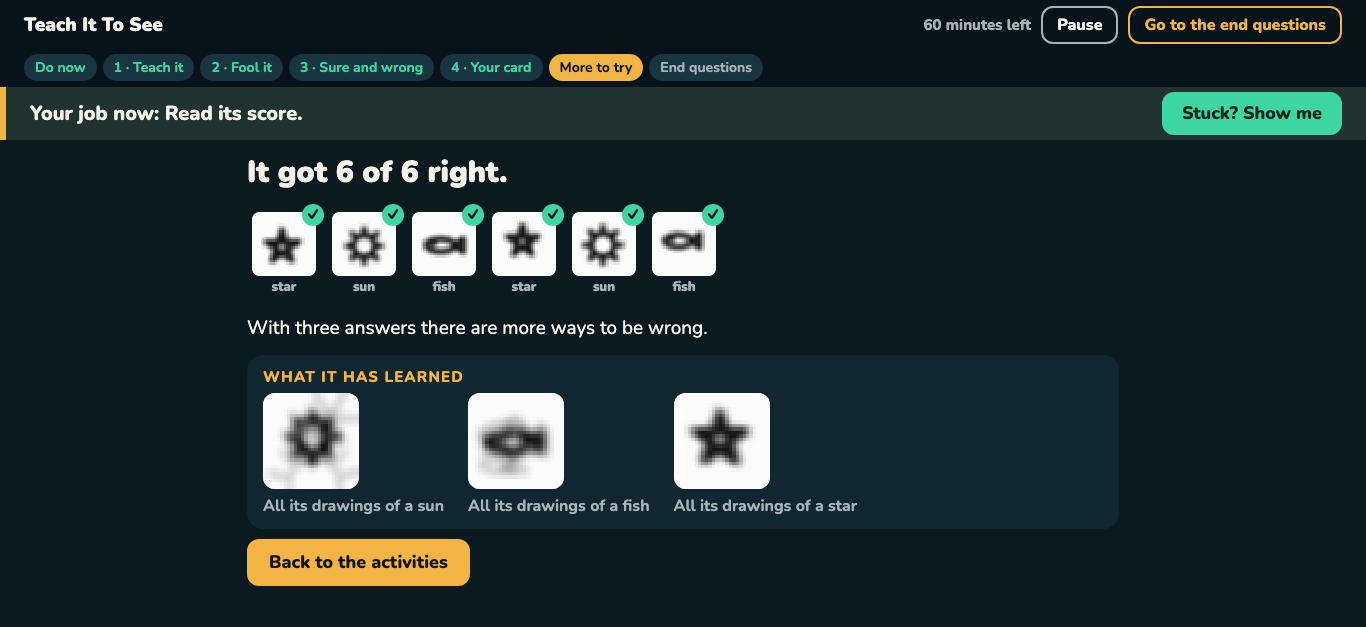 Teach It To See
60 minutes left
Pause
Go to the end questions
Do now
1 · Teach it
2 · Fool it
3 · Sure and wrong
4 · Your card
More to try
End questions
Your job now: Read its score.
Stuck? Show me
It got 6 of 6 right.
star
sun
fish
star
sun
fish
With three answers there are more ways to be wrong.
WHAT IT HAS LEARNED
All its drawings of a sun
All its drawings of a fish
All its drawings of a star
Back to the activities